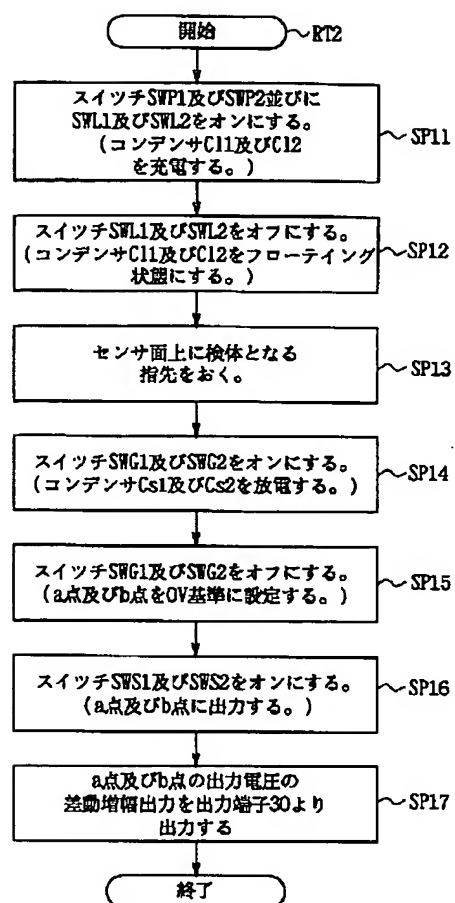 開始
RT2
スイッチSWP1及びSWP2並びに
SWL1及びSWL2をオンにする。
(コンデンサCl1及びCl2
を充電する。)
SP11
スイッチSWL1及びSWL2をオフにする。
(コンデンサCl1及びCl2をフローティング
状態にする。)
SP12
センサ面上に検体となる
指先をおく。
SP13
スイッチSWG1及びSWG2をオンにする。
(コンデンサCs1及びCs2を放電する。)
SP14
スイッチSWG1及びSWG2をオフにする。
(a点及びb点を0V基準に設定する。)
SP15
スイッチSWS1及びSWS2をオンにする。
(a点及びb点に出力する。)
SP16
a点及びb点の出力電圧の
差動増幅出力を出力端子30より
出力する
SP17
終了